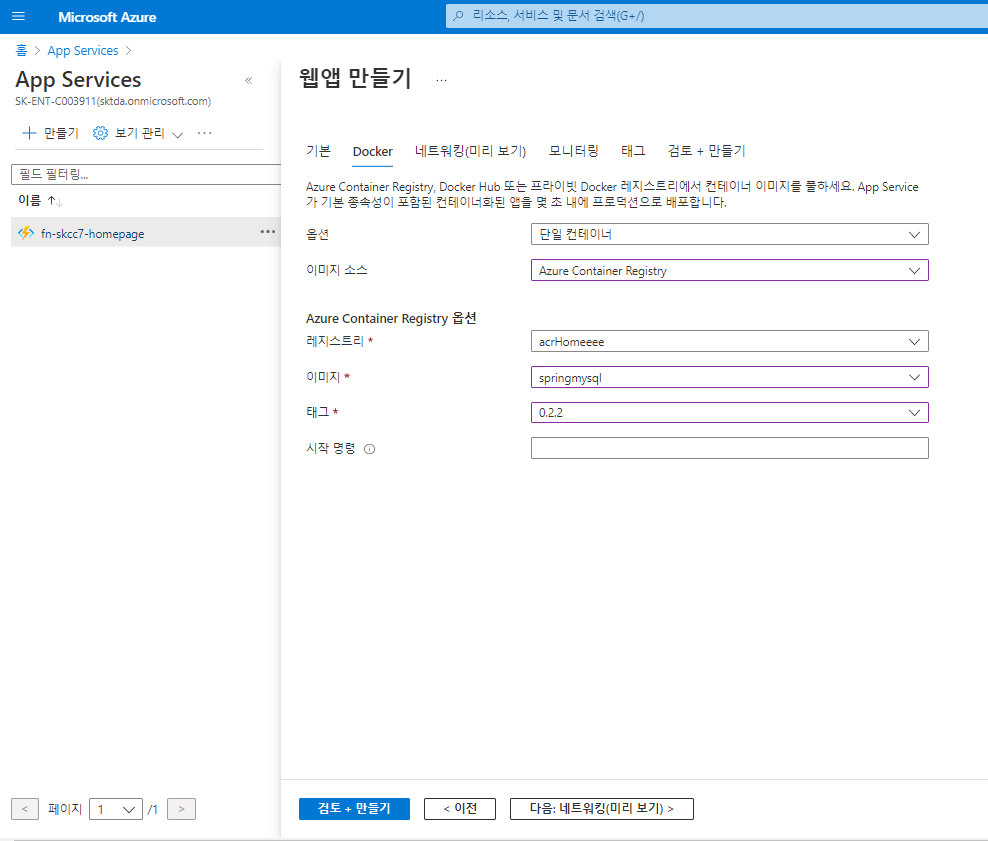 Microsoft Azure
리소스, 서비스 및 문서 검색(G+/)
홈 > App Services >
App Services
«
SK-ENT-C003911(sktda.onmicrosoft.com)
만들기 보기 관리 ···
필드 필터링...
이름 ↑↓
fn-skcc7-homepage ···
< 페이지 1 /1 >
웹앱 만들기 ...
기본 Docker 네트워킹(미리 보기) 모니터링 태그 검토 + 만들기
Azure Container Registry, Docker Hub 또는 프라이빗 Docker 레지스트리에서 컨테이너 이미지를 풀하세요. App Service
가 기본 종속성이 포함된 컨테이너화된 앱을 몇 초 내에 프로덕션으로 배포합니다.
옵션 단일 컨테이너
이미지 소스 Azure Container Registry
Azure Container Registry 옵션
레지스트리 * acrHomeeee
이미지 * springmysql
태그 * 0.2.2
시작 명령
검토 + 만들기 < 이전 다음: 네트워킹(미리 보기) >